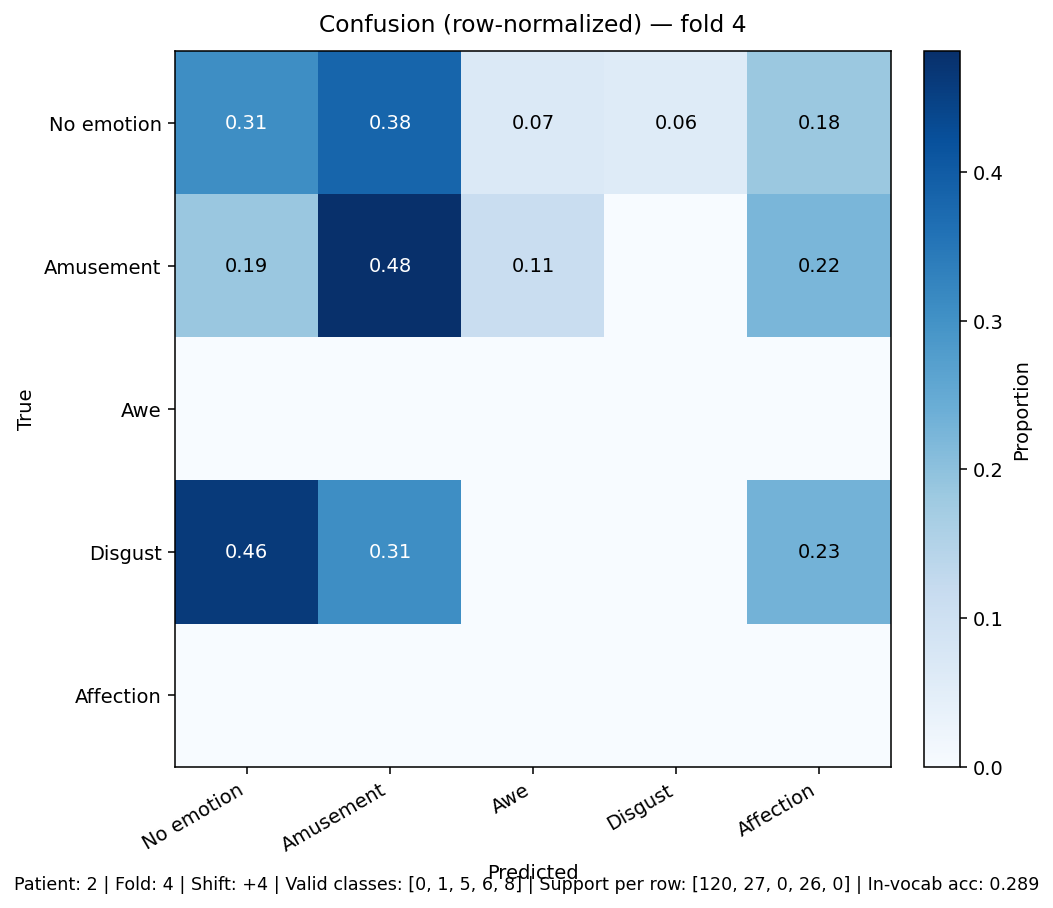 Confusion (row-normalized) — fold 4
No emotion 0.31 0.38 0.07 0.06 0.18
Amusement 0.19 0.48 0.11 0.22
Awe
Disgust 0.46 0.31 0.23
Affection
True
No emotion Amusement Awe Disgust Affection
Predicted
0.4
0.3
0.2
0.1
0.0
Proportion
Patient: 2 | Fold: 4 | Shift: +4 | Valid classes: [0, 1, 5, 6, 8] | Support per row: [120, 27, 0, 26, 0] | In-vocab acc: 0.289